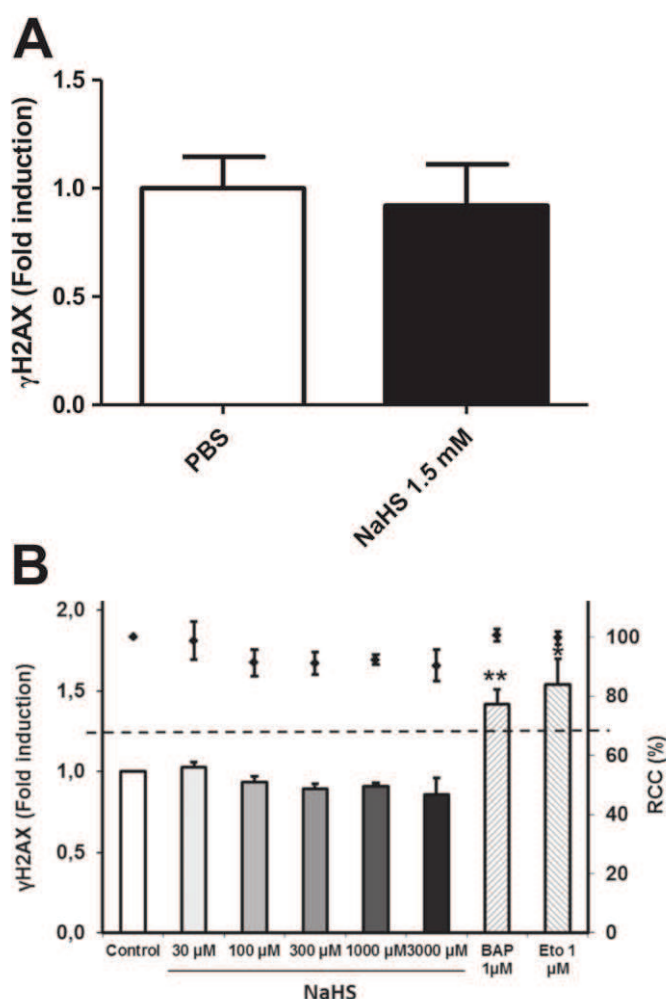 A
γH2AX (Fold induction)
1.5
1.0
0.5
0.0
PBS
NaHS 1.5 mM
B
γH2AX (Fold induction)
2,0
1,5
1,0
0,5
0,0
**
*
100
80
60
40
20
0
RCC (%)
Control 30 µM 100 µM 300 µM 1000 µM 3000 µM BAP Eto 1
1µM µM
NaHS